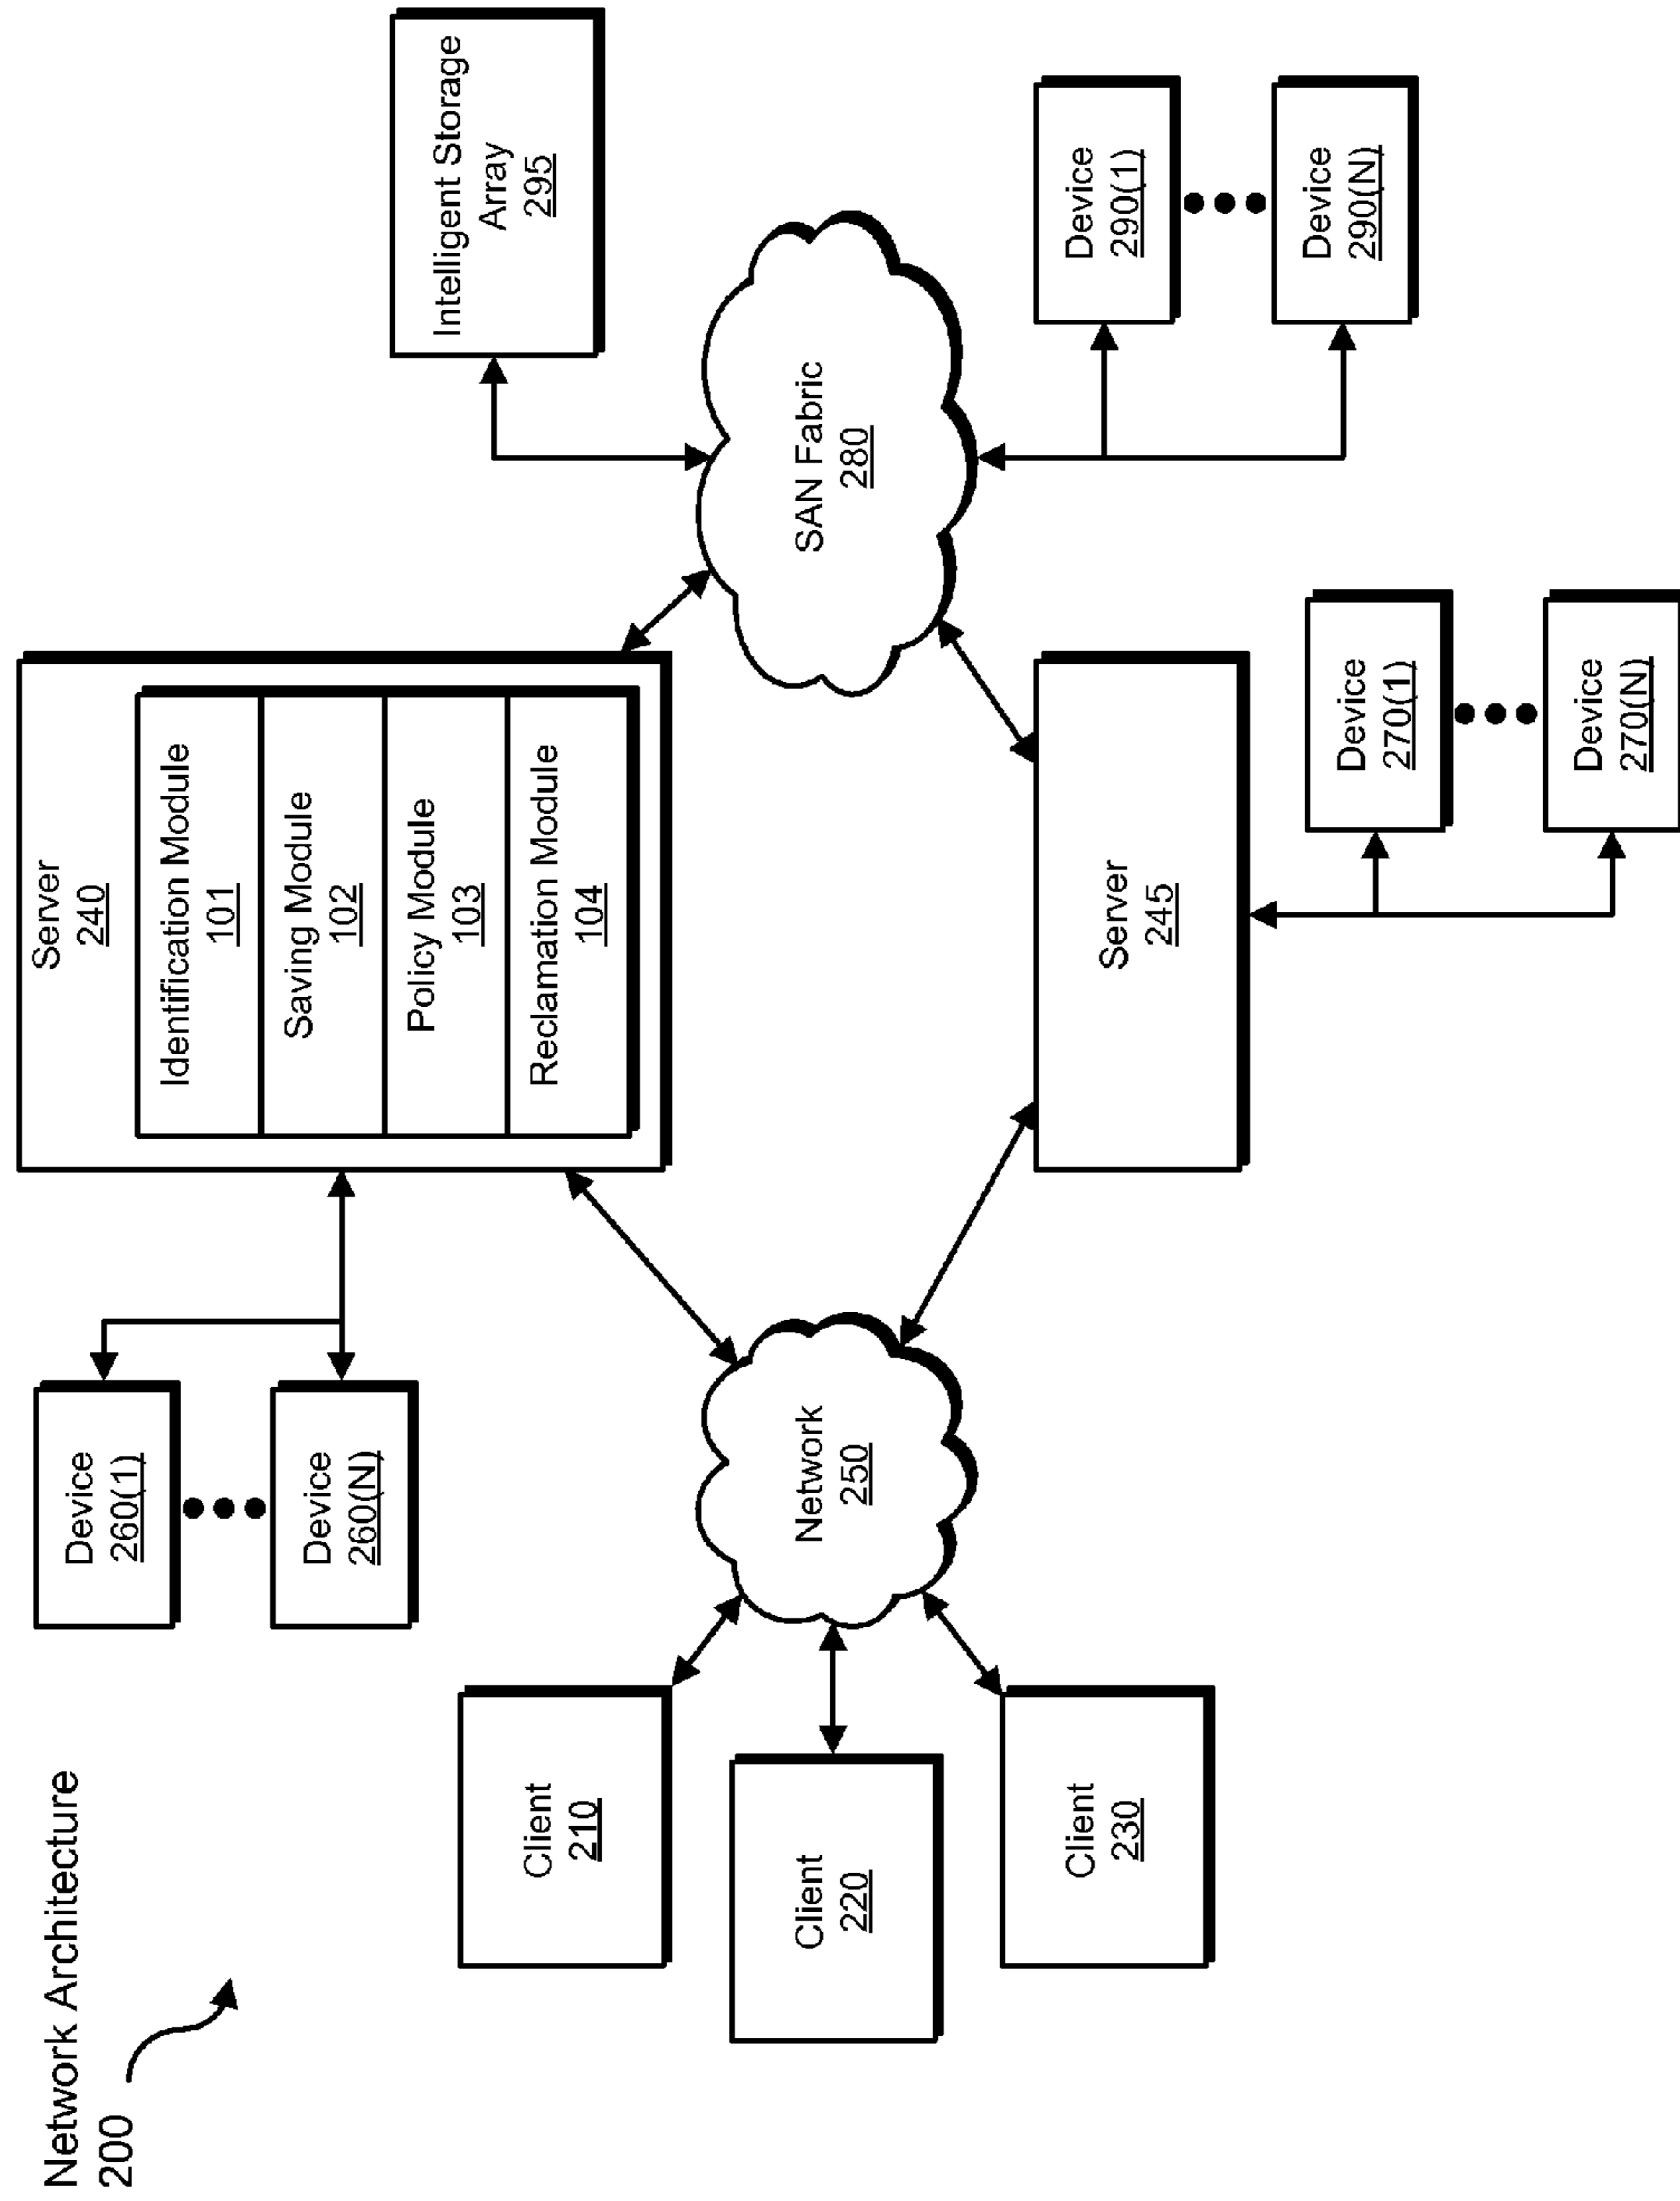 Network Architecture
200
Device
260(1)
Device
260(N)
Server
240
Identification Module
101
Saving Module
102
Policy Module
103
Reclamation Module
104
Intelligent Storage
Array
295
Client
210
Client
220
Client
230
Network
250
SAN Fabric
280
Server
245
Device
290(1)
Device
290(N)
Device
270(1)
Device
270(N)